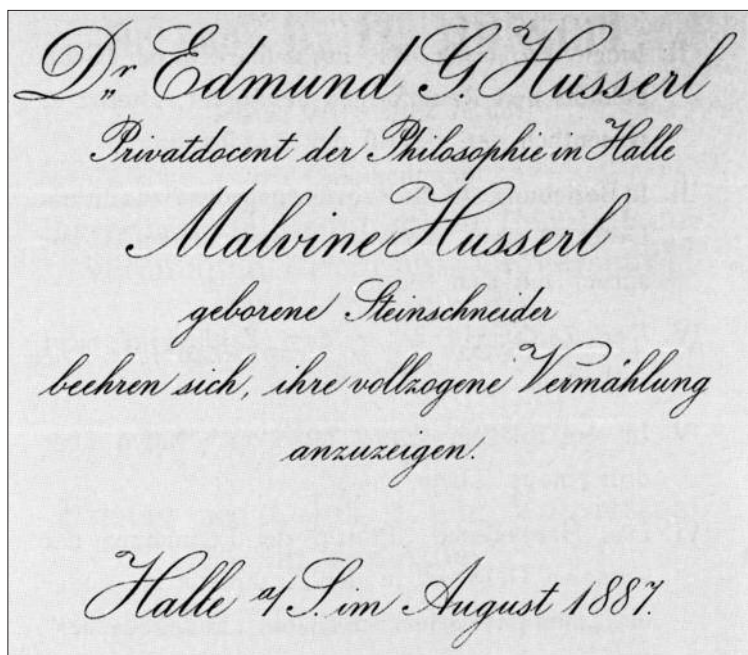 Dr. Edmund G. Husserl
Privatdocent der Philosophie in Halle
Malvine Husserl
geborene Steinschneider
beehren sich, ihre vollzogene Vermählung
anzuzeigen.
Halle a/S. im August 1887.